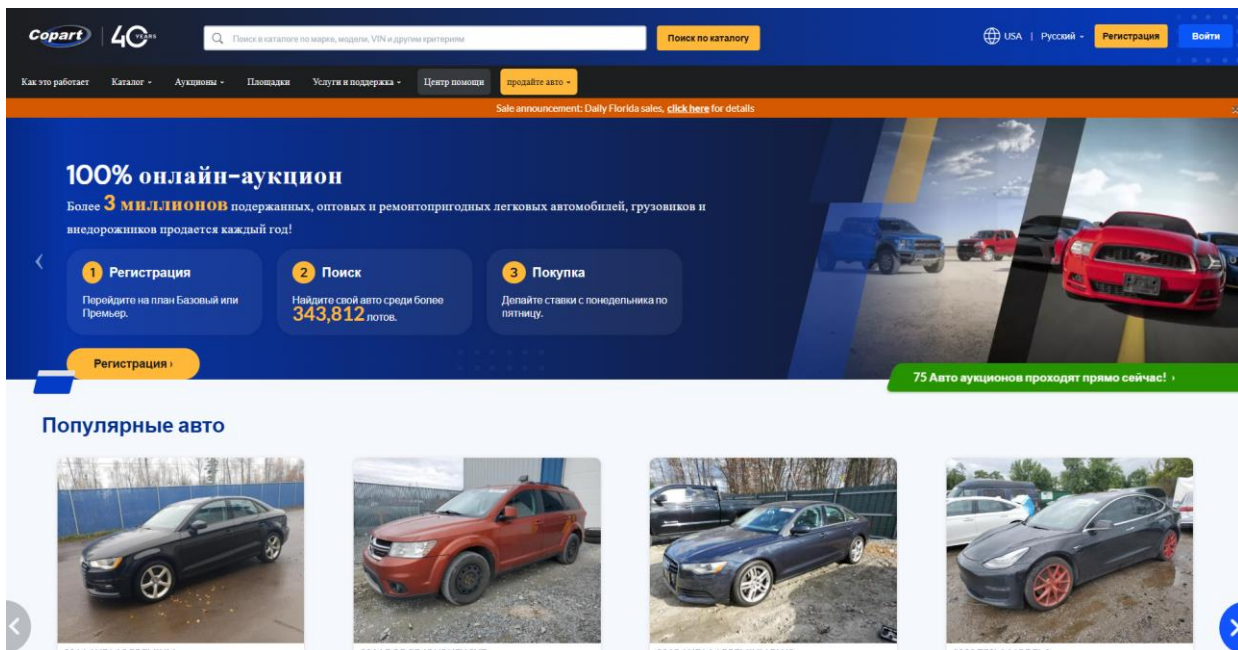 Copart 40 YEARS
Поиск в каталоге по марке, модели, VIN и другим критериям
Поиск по каталогу
USA | Русский
Регистрация
Войти
Как это работает
Каталог
Аукционы
Площадки
Услуги и поддержка
Центр помощи
продайте авто
Sale announcement: Daily Florida sales, click here for details
100% онлайн-аукцион
Более 3 миллионов подержанных, оптовых и ремонтопригодных легковых автомобилей, грузовиков и
внедорожников продается каждый год!
1 Регистрация
Перейдите на план Базовый или
Премьер.
2 Поиск
Найдите свой авто среди более
343,812 лотов.
3 Покупка
Делайте ставки с понедельника по
пятницу.
Регистрация ›
75 Авто аукционов проходят прямо сейчас! ›
Популярные авто